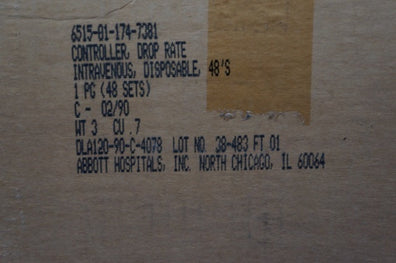 6515-01-174-7381
CONTROLLER, DROP RATE
INTRAVENOUS, DISPOSABLE, 48'S
1 PG (48 SETS)
C - 02/90
WT 3 CU .7
DLA120-90-C-4078 LOT NO. 38-483 FT 01
ABBOTT HOSPITALS, INC. NORTH CHICAGO, IL 60064